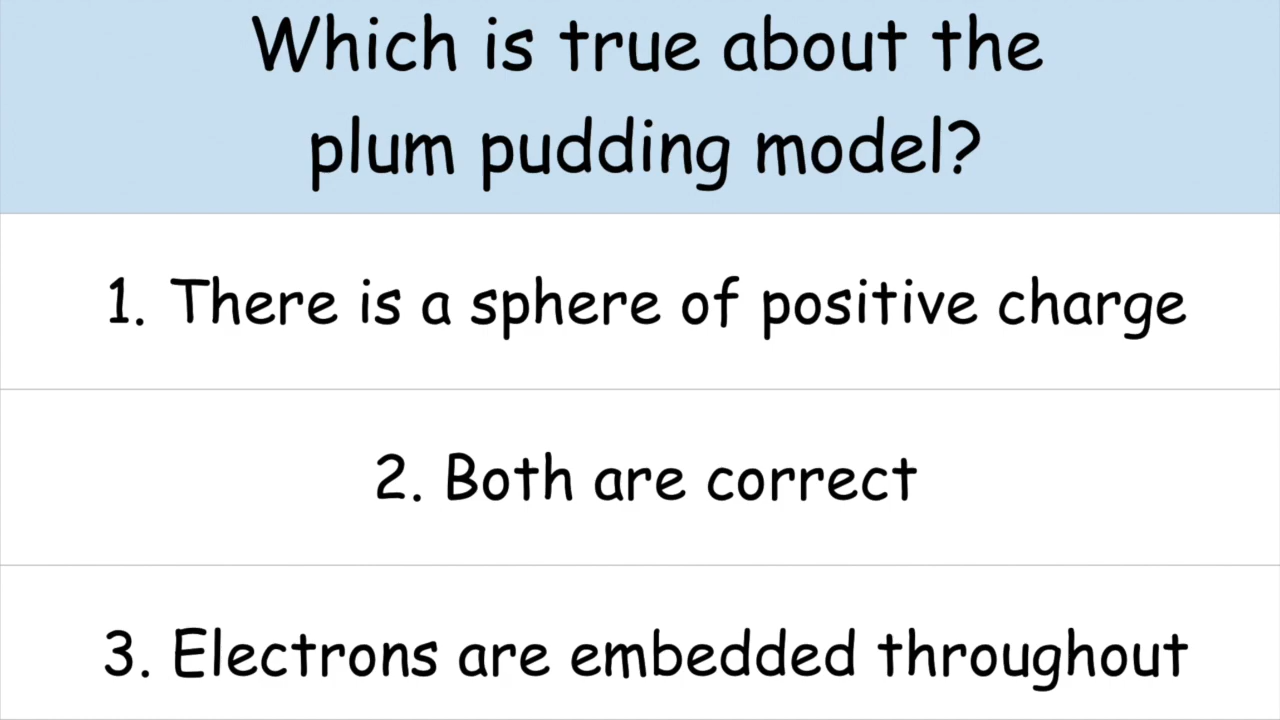 Which is true about the
plum pudding model?
1. There is a sphere of positive charge
2. Both are correct
3. Electrons are embedded throughout